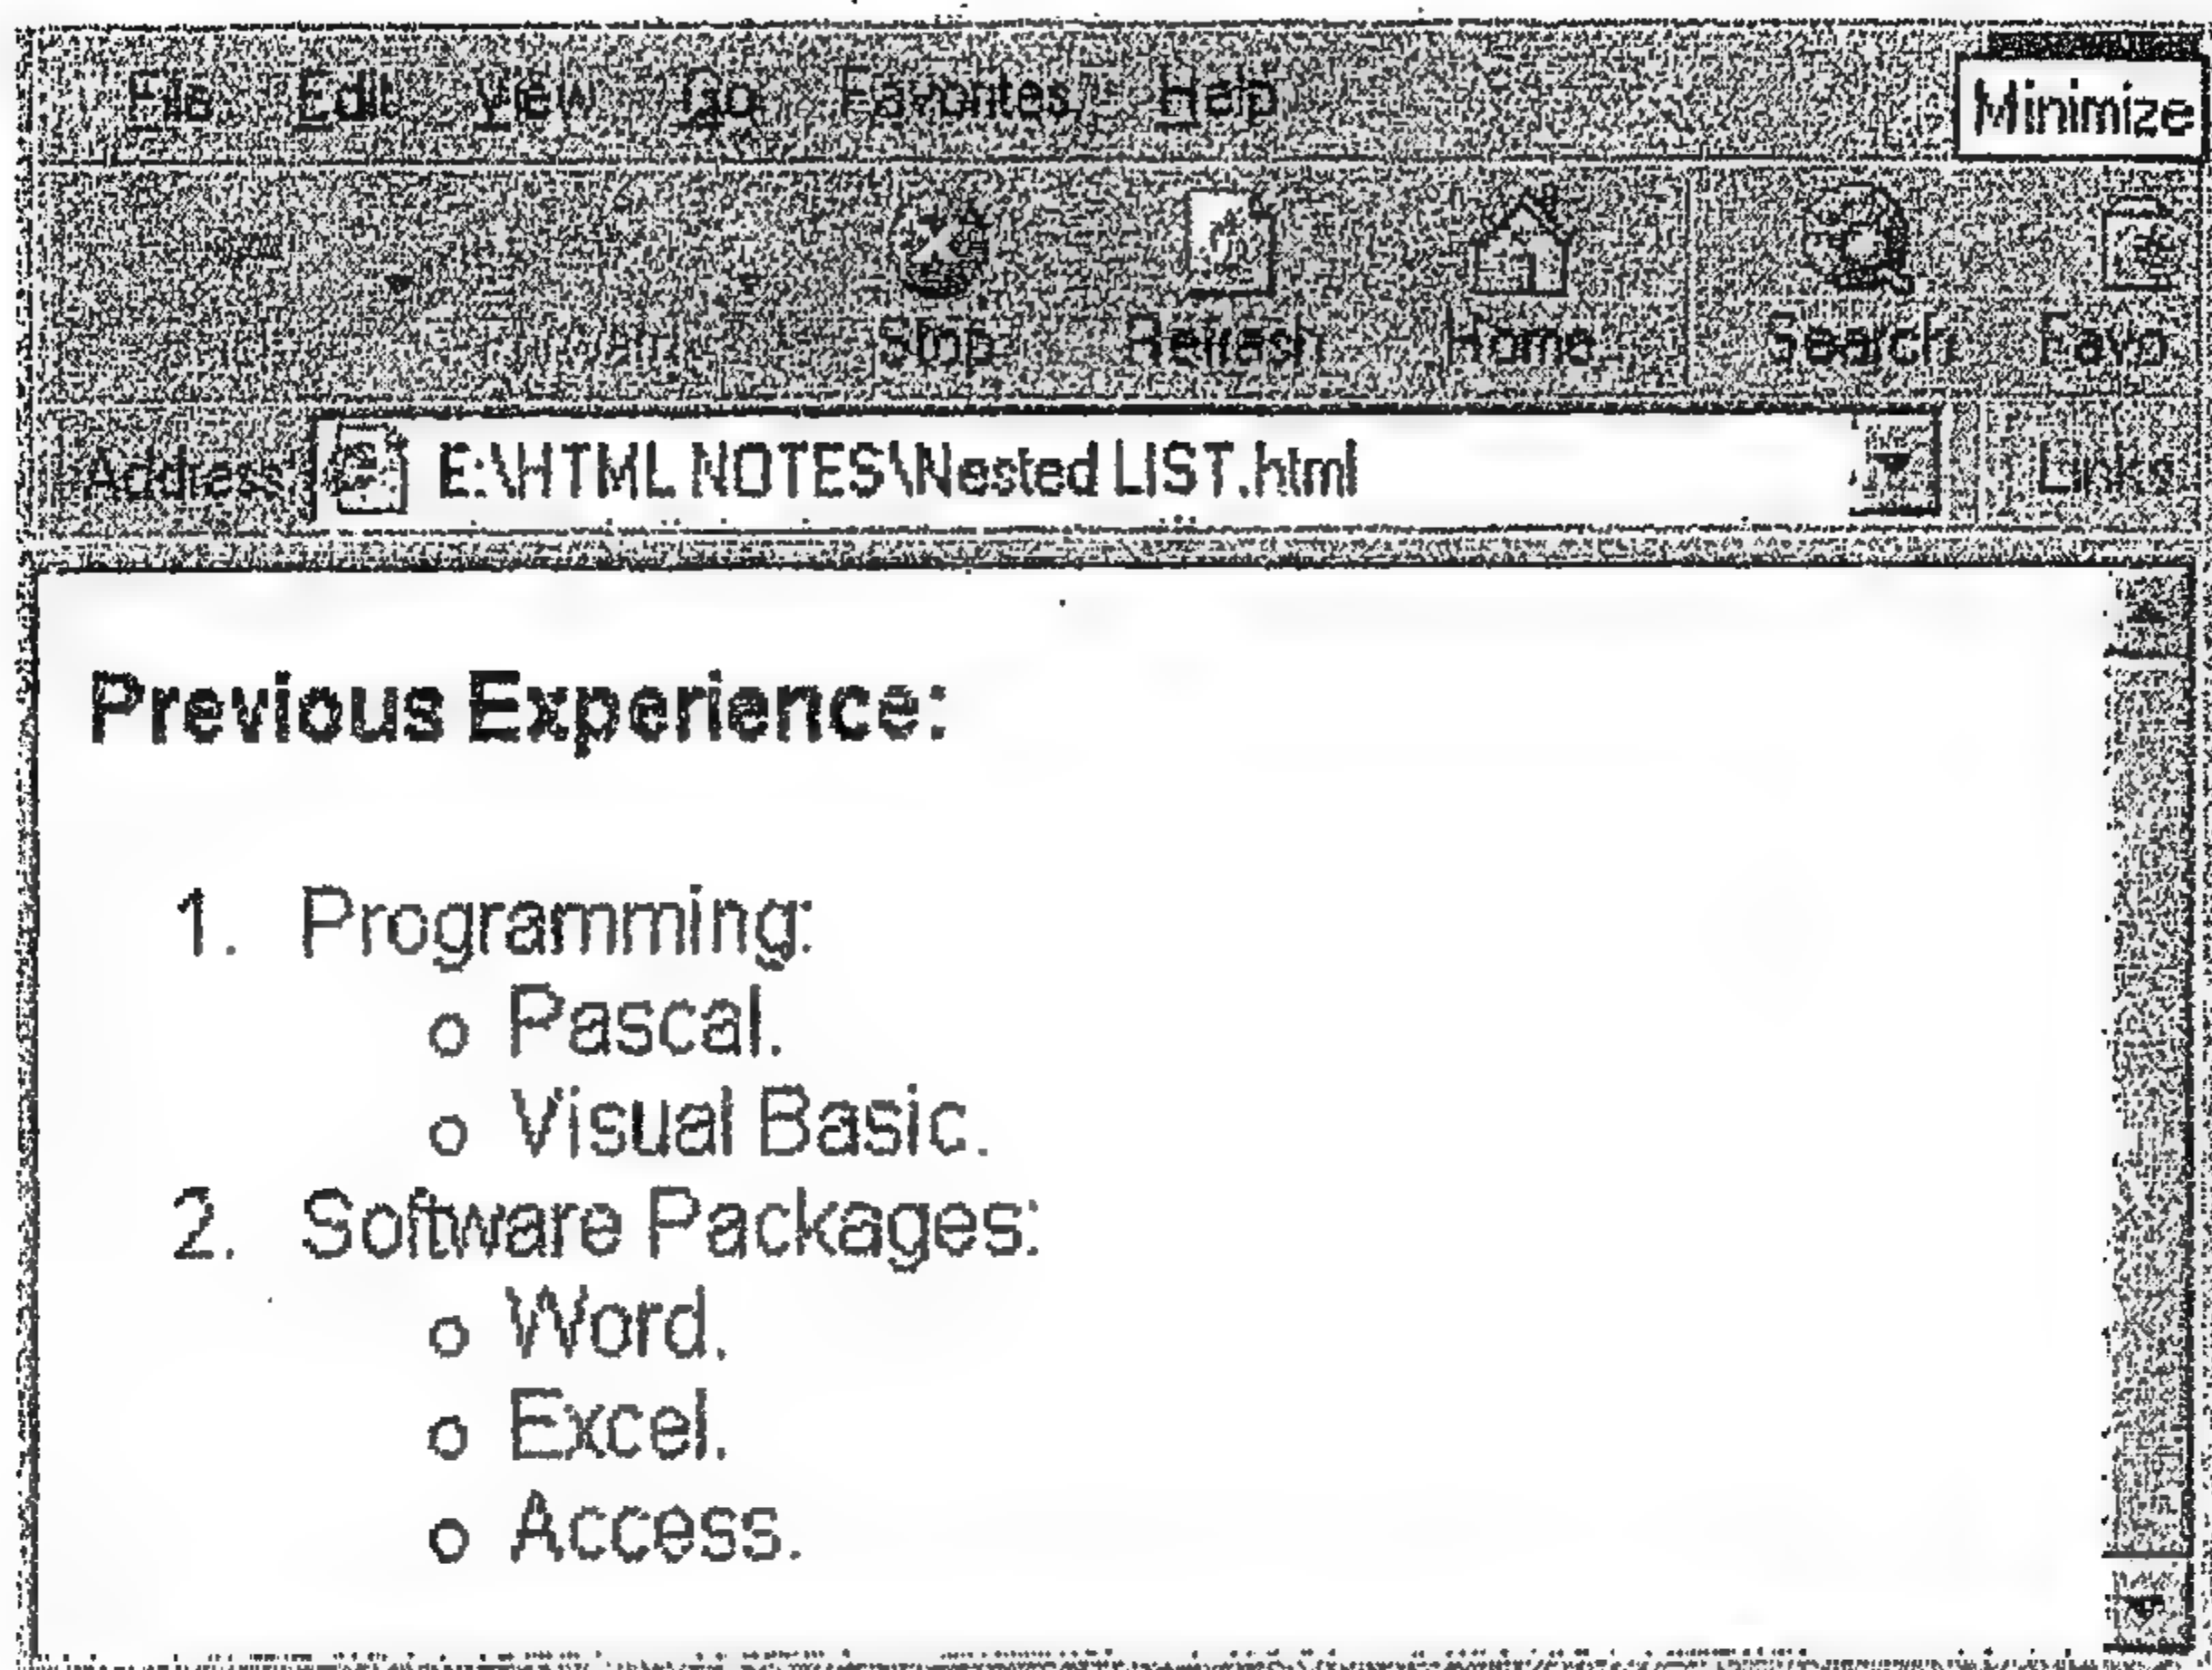 File Edit View Go Favorites Help Minimize
Stop Refresh Home Search Favo
Address E:\HTML NOTES\Nested LIST.html Links
Previous Experience:
1. Programming:
o Pascal.
o Visual Basic.
2. Software Packages:
o Word.
o Excel.
o Access.